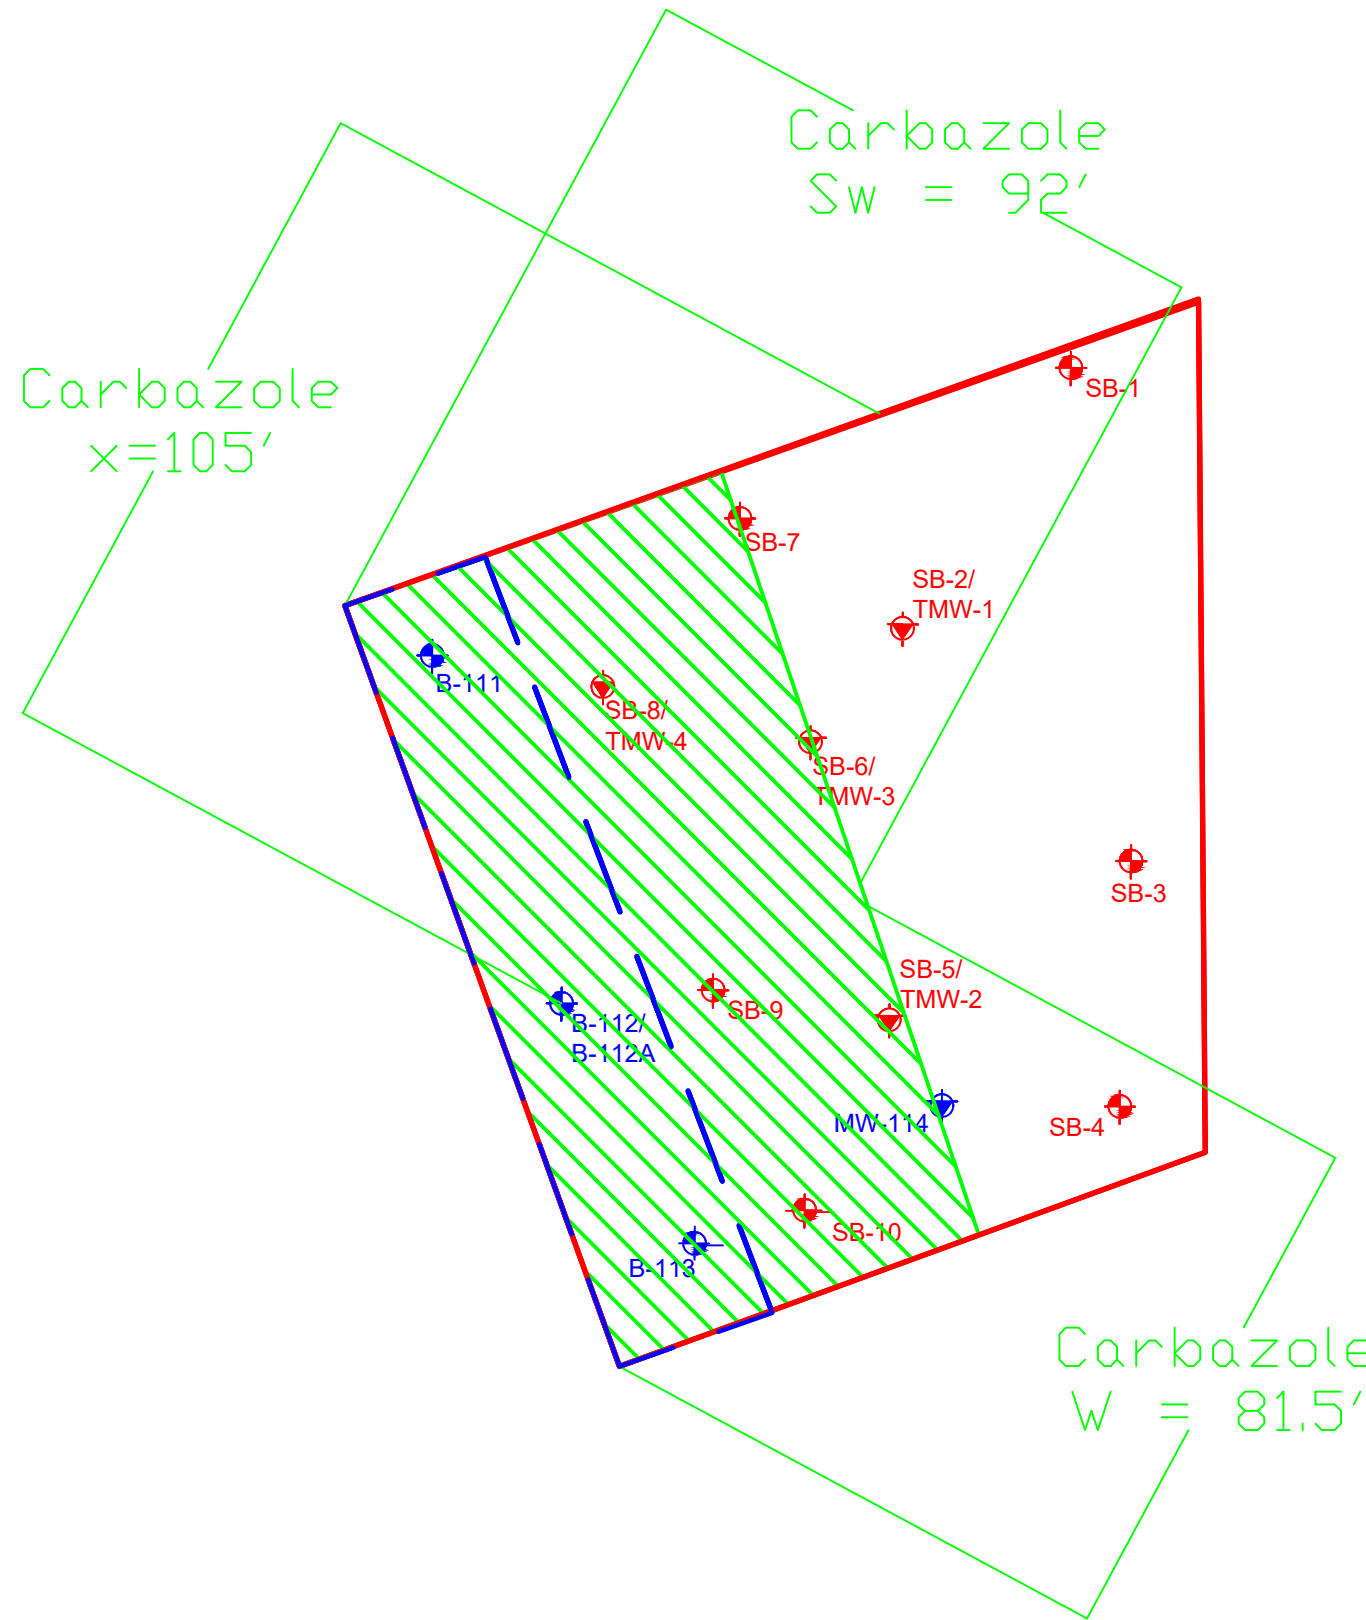 Carbazole
Sw = 92'
Carbazole
x=105'
SB-1
SB-7
SB-2/
TMW-1
B-111
SB-8/
TMW-4
SB-6/
TMW-3
SB-3
SB-5/
TMW-2
SB-9
B-112/
B-112A
MW-114
SB-4
SB-10
B-113
Carbazole
W = 81.5'